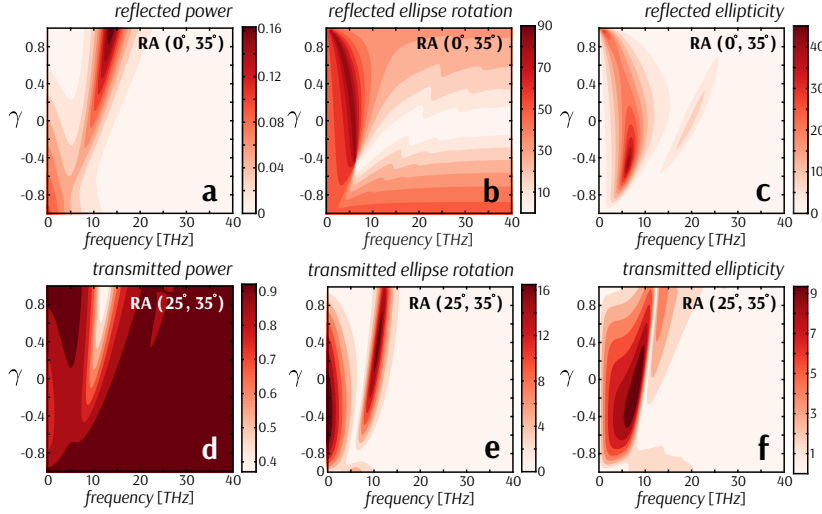 reflected power
RA (0°, 35°)
a
γ
0.8
0.4
0
-0.4
-0.8
0 10 20 30 40
frequency [THz]
0.16
0.12
0.08
0.04
0
reflected ellipse rotation
RA (0°, 35°)
b
0.8
0.4
0
-0.4
-0.8
0 10 20 30 40
frequency [THz]
90
70
50
30
10
reflected ellipticity
RA (0°, 35°)
c
γ
0.8
0.4
0
-0.4
-0.8
0 10 20 30 40
frequency [THz]
40
30
20
10
0
transmitted power
RA (25°, 35°)
d
γ
0.8
0.4
0
-0.4
-0.8
0 10 20 30 40
frequency [THz]
0.9
0.8
0.7
0.6
0.5
0.4
transmitted ellipse rotation
RA (25°, 35°)
e
γ
0.8
0.4
0
-0.4
-0.8
0
0 10 20 30 40
frequency [THz]
16
12
8
4
0
transmitted ellipticity
RA (25°, 35°)
f
γ
0.8
0.4
0
-0.4
-0.8
0 10 20 30 40
frequency [THz]
9
7
5
3
1